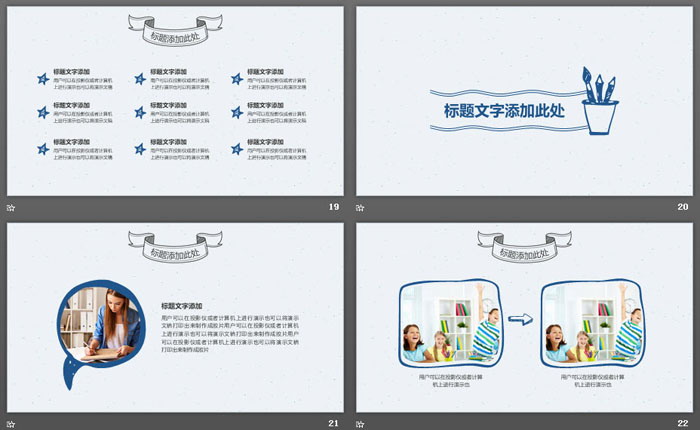 标题添加此处
标题文字添加
标题文字添加
标题文字添加
用户可以在投影仪或者计算机
用户可以在投影仪或者计算机
用户可以在投影仪或者计算机
上进行演示也可以将演示文稿
上进行演示也可以将演示文稿
上进行演示也可以将演示文稿
标题文字添加
标题文字添加
标题文字添加
用户可以在投影仪或者计算机
用户可以在投影仪或者计算机
用户可以在投影仪或者计算机
上进行演示也可以将演示文稿
上进行演示也可以将演示文稿
上进行演示也可以将演示文稿
标题文字添加
标题文字添加
标题文字添加
用户可以在投影仪或者计算机
用户可以在投影仪或者计算机
用户可以在投影仪或者计算机
上进行演示也可以将演示文稿
上进行演示也可以将演示文稿
上进行演示也可以将演示文稿
19
标题文字添加此处
20
标题添加此处
标题文字添加
用户可以在投影仪或者计算机上进行演示也可以将演示
文稿打印出来制作成胶片用户可以在投影仪或者计算机
上进行演示也可以将演示文稿打印出来制作成胶片用户
可以在投影仪或者计算机上进行演示也可以将演示文稿
打印出来制作成胶片
21
标题添加此处
用户可以在投影仪或者计算
机上进行演示也
用户可以在投影仪或者计算
机上进行演示也
22